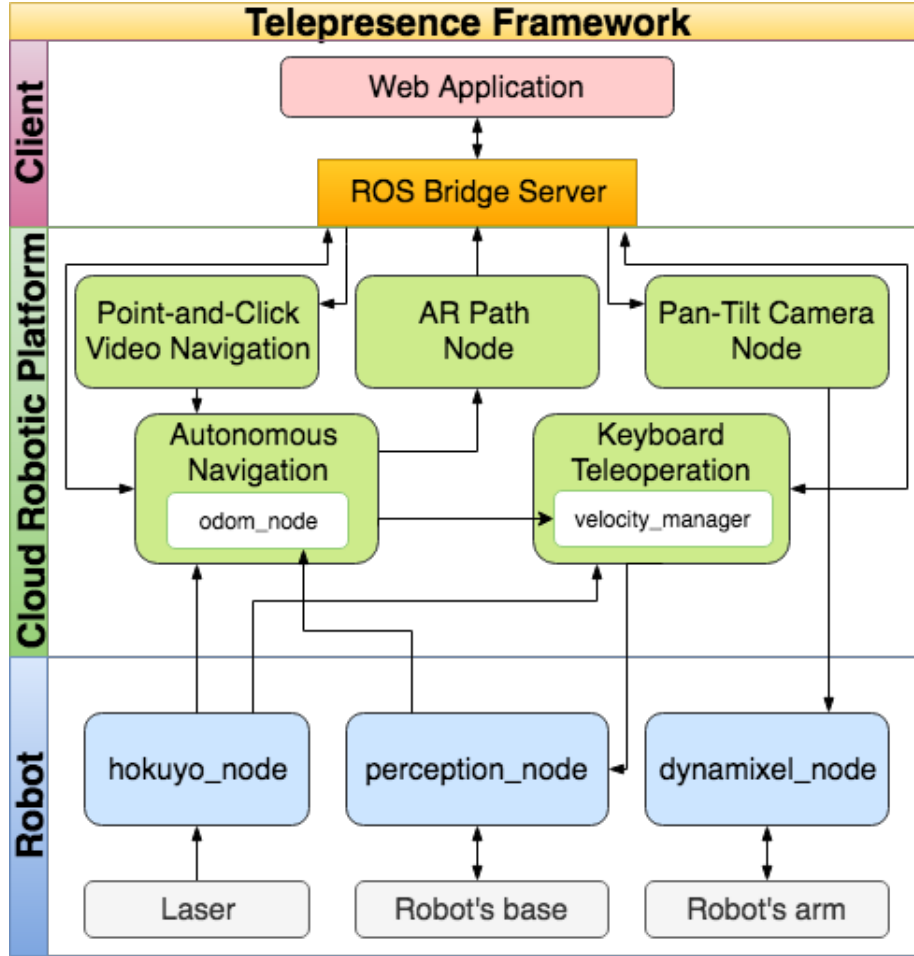 Telepresence Framework
Client
Web Application
ROS Bridge Server
Cloud Robotic Platform
Point-and-Click
Video Navigation
AR Path
Node
Pan-Tilt Camera
Node
Autonomous
Navigation
odom_node
Keyboard
Teleoperation
velocity_manager
Robot
hokuyo_node
perception_node
dynamixel_node
Laser
Robot's base
Robot's arm